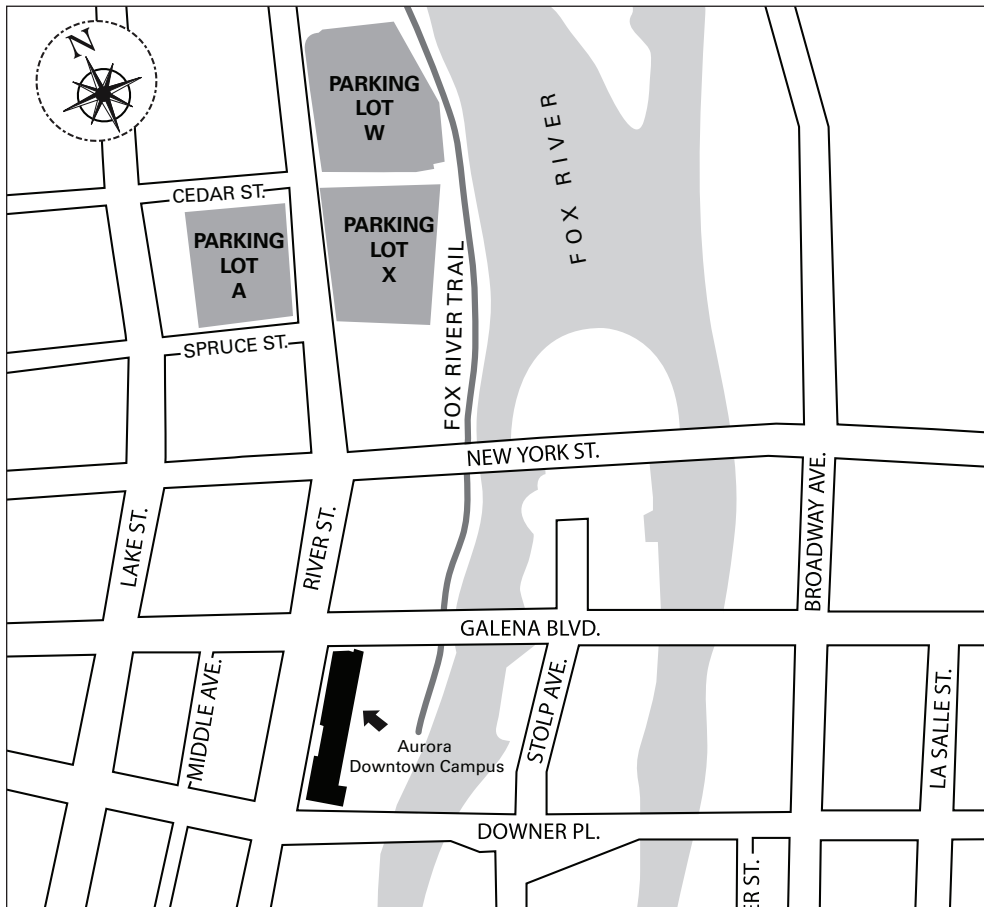 N
PARKING
LOT
W
FOX RIVER
CEDAR ST.
PARKING
LOT
A
PARKING
LOT
X
FOX RIVER TRAIL
SPRUCE ST.
NEW YORK ST.
LAKE ST.
RIVER ST.
BROADWAY AVE.
GALENA BLVD.
MIDDLE AVE.
STOLP AVE.
LA SALLE ST.
Aurora
Downtown Campus
DOWNER PL.
ER ST.